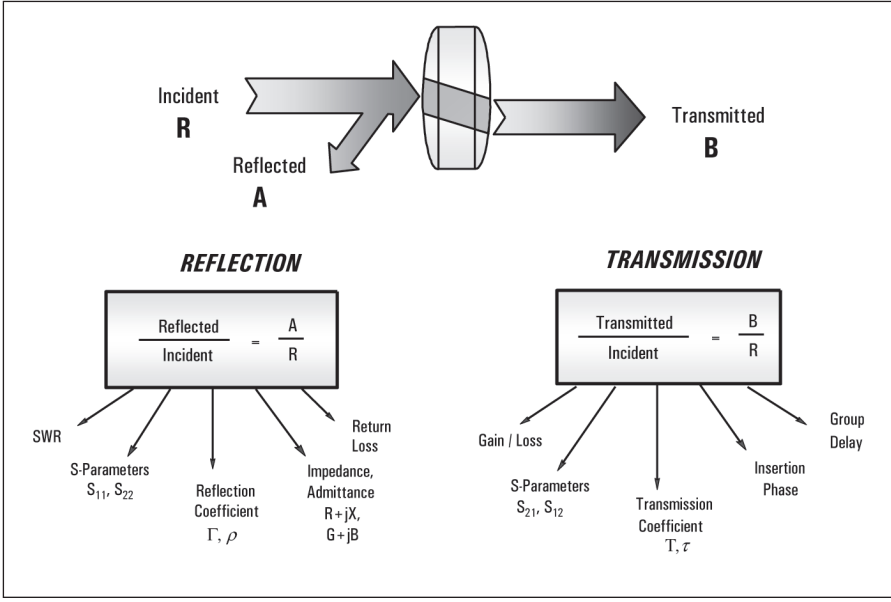 Incident
R
Reflected
A
Transmitted
B
REFLECTION
Reflected
Incident
=
A
R
SWR
S-Parameters
S₁₁, S₂₂
Reflection
Coefficient
Γ, ρ
Impedance,
Admittance
R+jX,
G+jB
Return
Loss
TRANSMISSION
Transmitted
Incident
=
B
R
Gain / Loss
S-Parameters
S₂₁, S₁₂
Transmission
Coefficient
Τ,τ
Insertion
Phase
Group
Delay